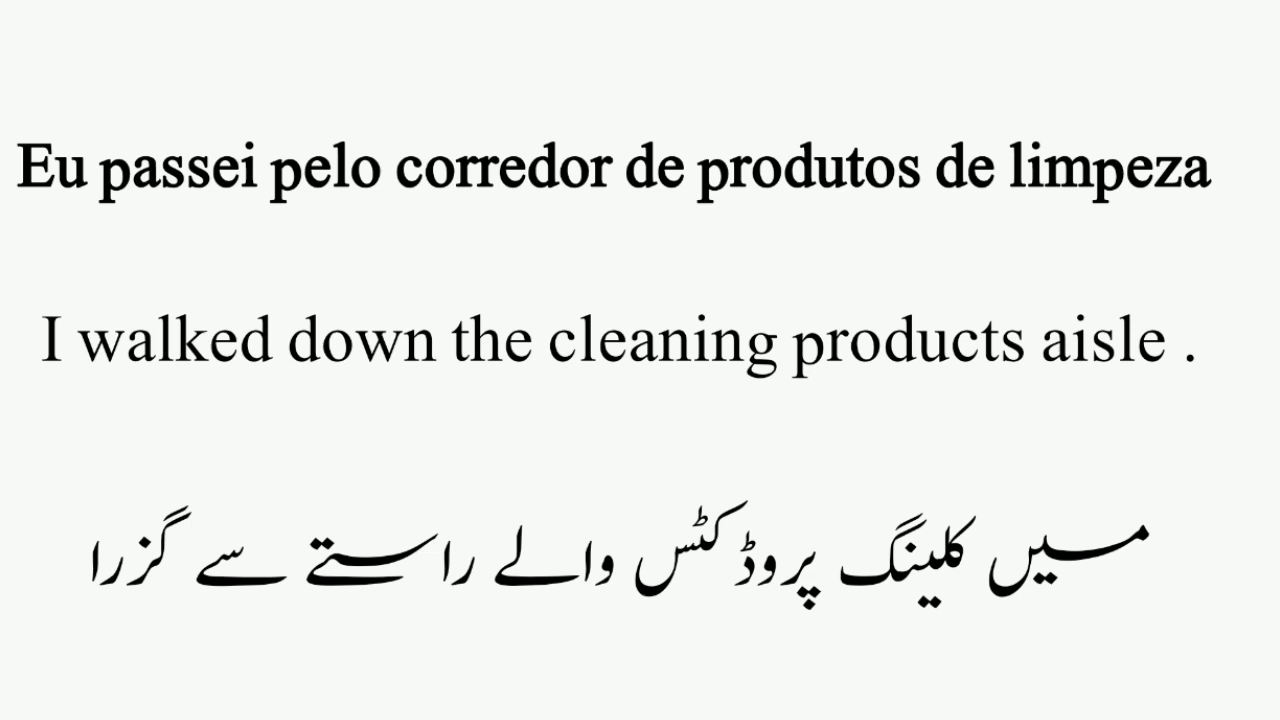 Eu passei pelo corredor de produtos de limpeza
I walked down the cleaning products aisle .
میں کلینگ پروڈکٹس والے راستے سے گزرا